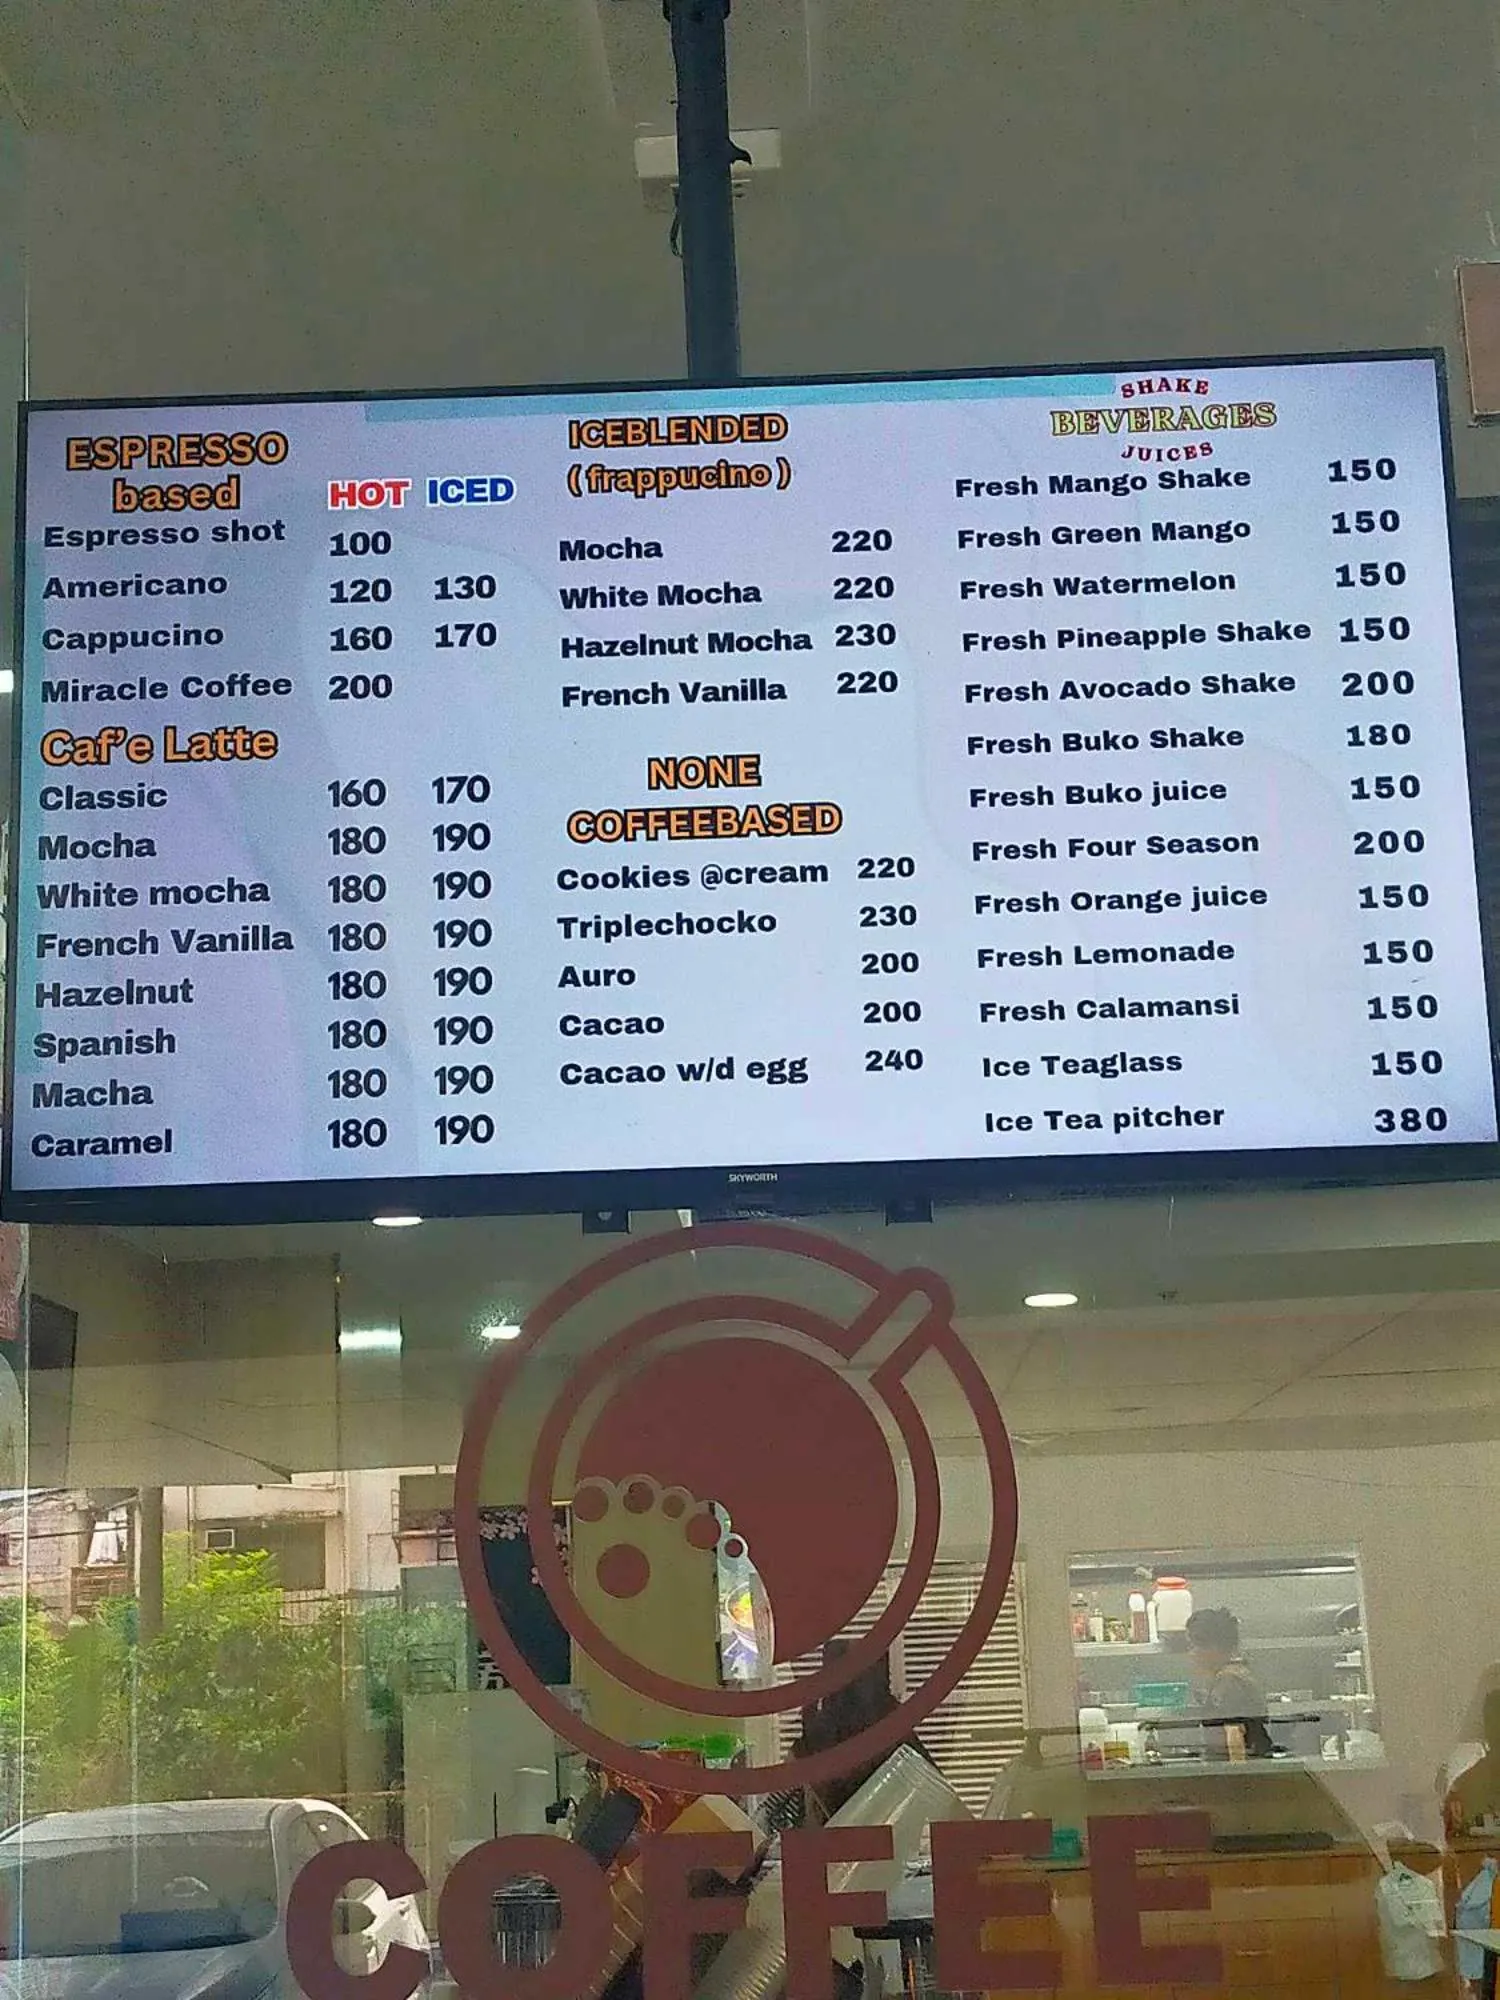 ESPRESSO
based HOT ICED
Espresso shot 100
Americano 120 130
Cappucino 160 170
Miracle Coffee 200
Caf'e Latte
Classic 160 170
Mocha 180 190
White mocha 180 190
French Vanilla 180 190
Hazelnut 180 190
Spanish 180 190
Macha 180 190
Caramel 180 190
ICEBLENDED
(frappucino)
Mocha 220
White Mocha 220
Hazelnut Mocha 230
French Vanilla 220
NONE
COFFEEBASED
Cookies @cream 220
Triplechocko 230
Auro 200
Cacao 200
Cacao w/d egg 240
SHAKE
BEVERAGES
JUICES
Fresh Mango Shake 150
Fresh Green Mango 150
Fresh Watermelon 150
Fresh Pineapple Shake 150
Fresh Avocado Shake 200
Fresh Buko Shake 180
Fresh Buko juice 150
Fresh Four Season 200
Fresh Orange juice 150
Fresh Lemonade 150
Fresh Calamansi 150
Ice Teaglass 150
Ice Tea pitcher 380
SKYWORTH
COFFEE